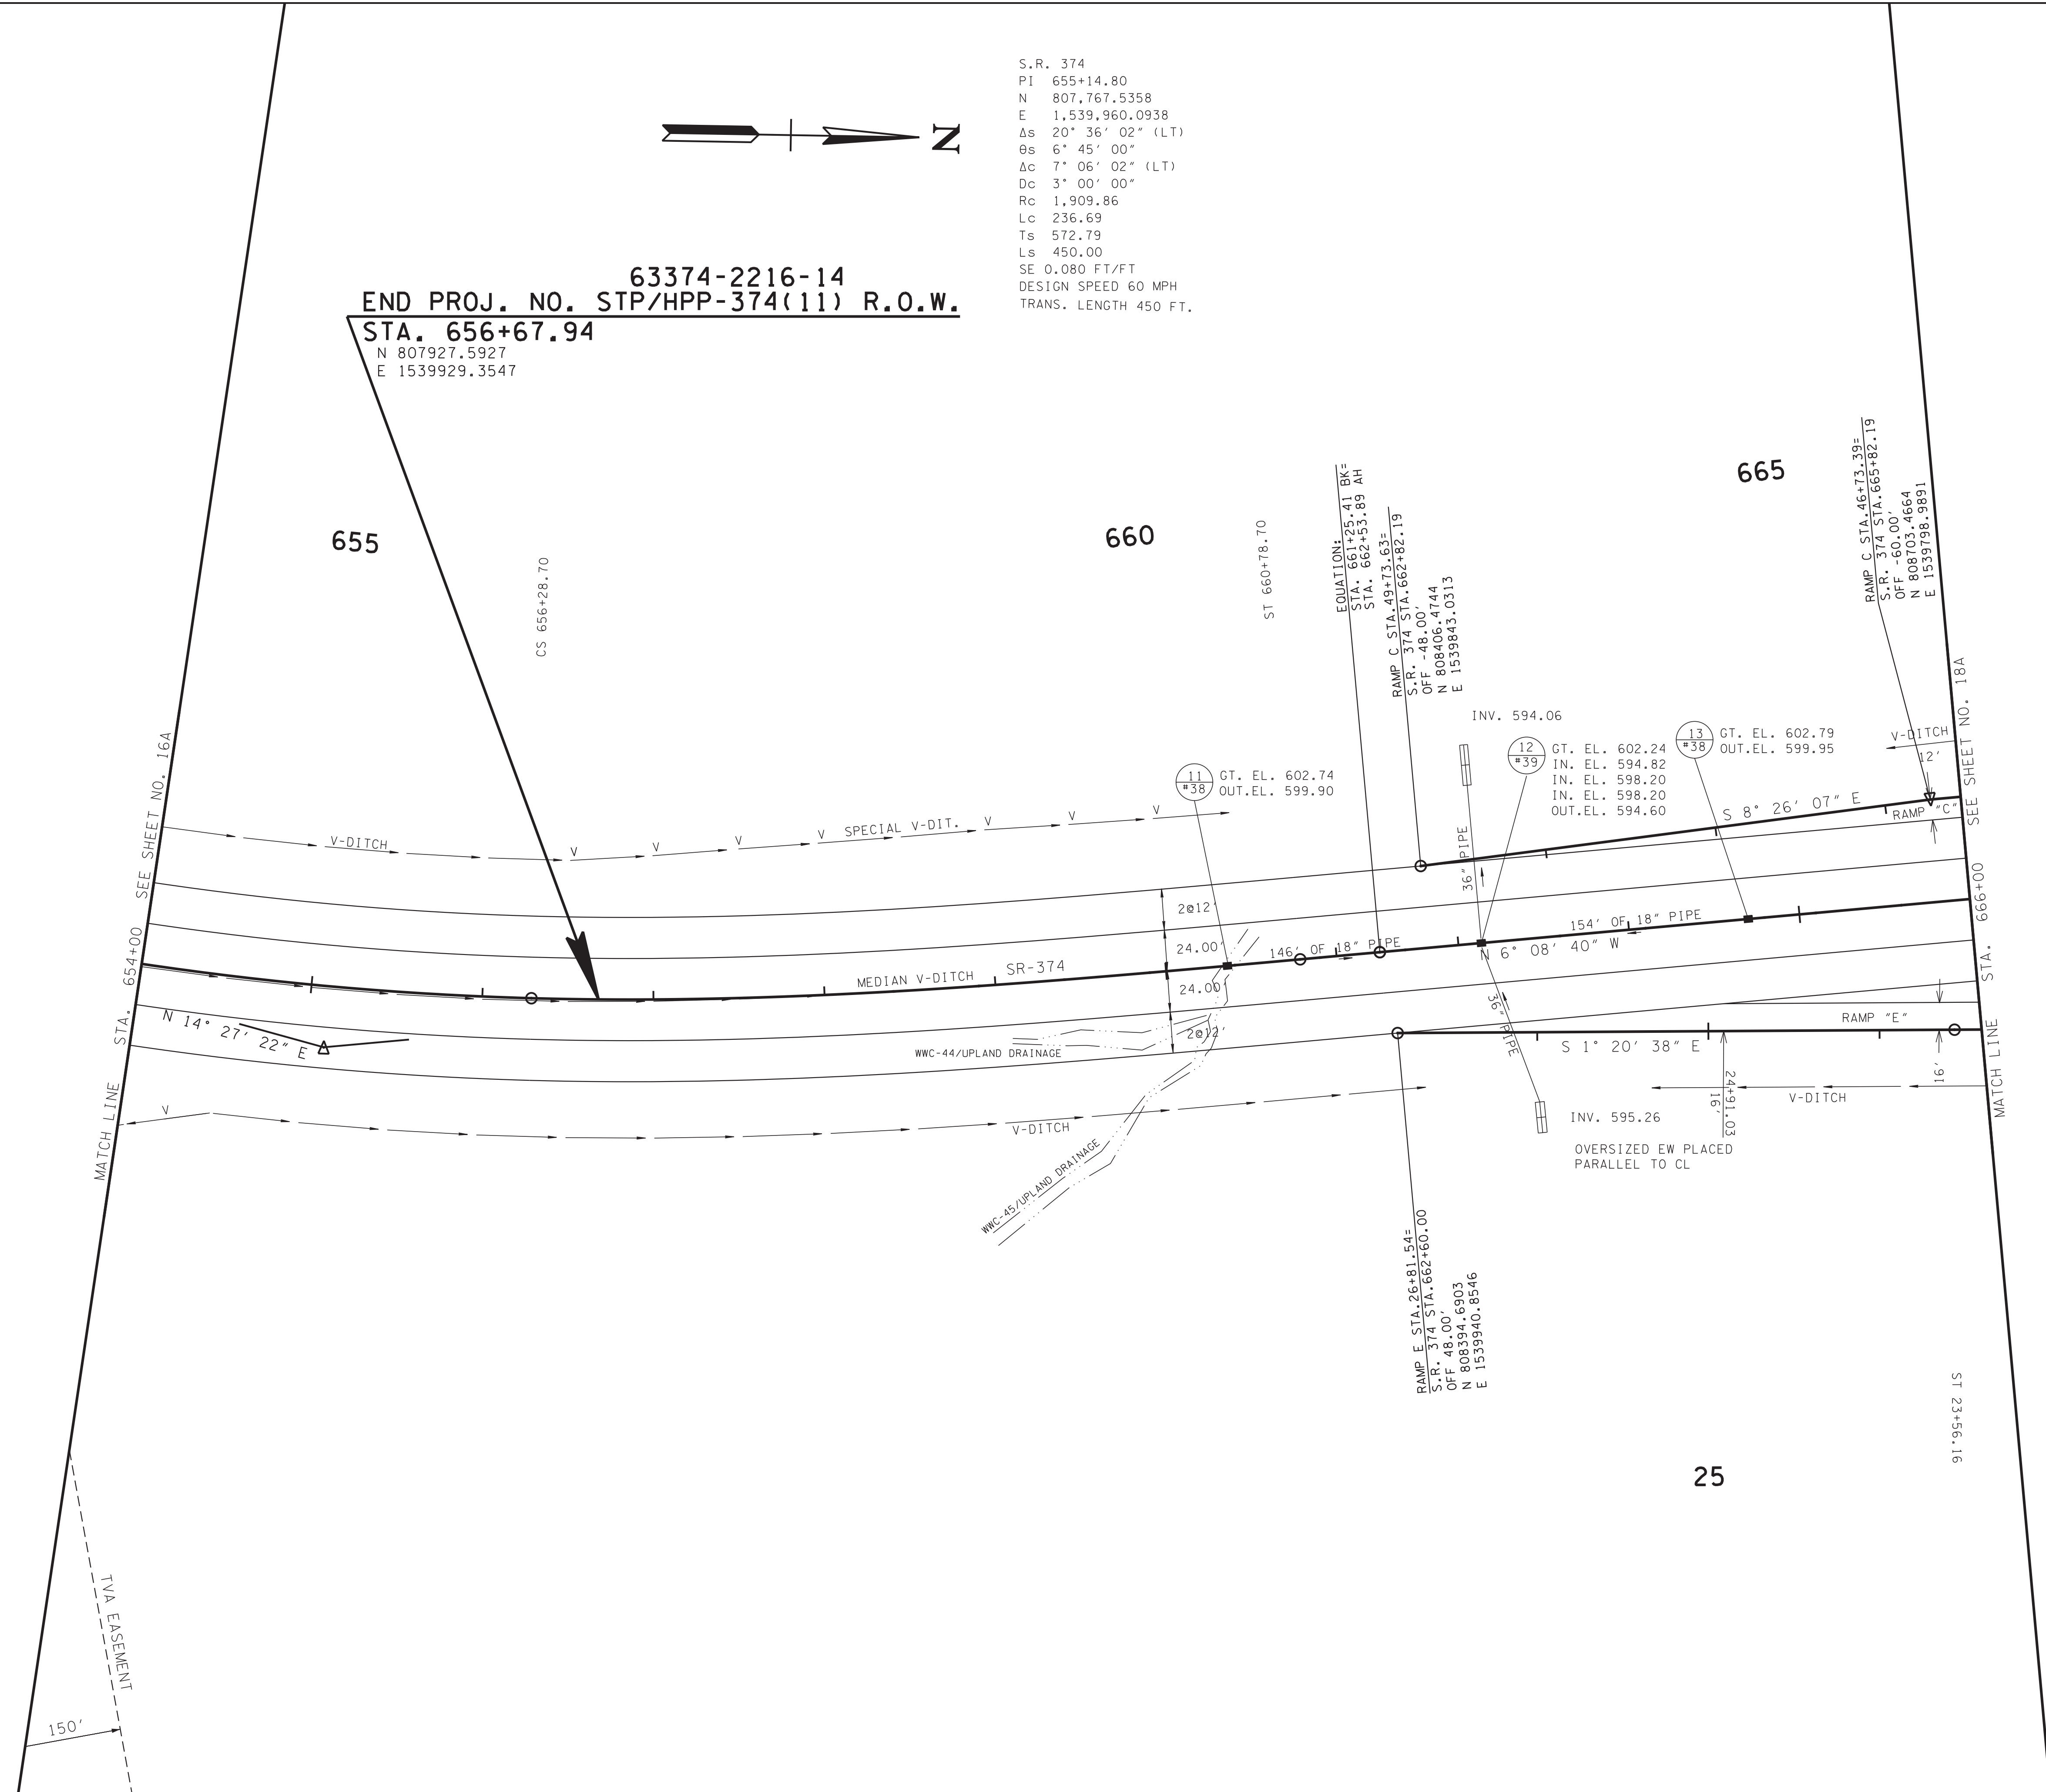 S.R. 374
PI 655+14.80
N 807,767.5358
E 1,539,960.0938
Δs 20° 36′ 02″ (LT)
θs 6° 45′ 00″
Δc 7° 06′ 02″ (LT)
Dc 3° 00′ 00″
Rc 1,909.86
Lc 236.69
Ts 572.79
Ls 450.00
SE 0.080 FT/FT
DESIGN SPEED 60 MPH
TRANS. LENGTH 450 FT.
N
63374-2216-14
END PROJ. NO. STP/HPP-374(11) R.O.W.
STA. 656+67.94
N 807927.5927
E 1539929.3547
655
660
665
CS 656+28.70
ST 660+78.70
EQUATION:
STA. 661+25.41 BK=
STA. 662+53.89 AH
RAMP C STA.49+73.63=
S.R. 374 STA.662+82.19
OFF -48.00′
N 808406.4744
E 1539843.0313
RAMP C STA.46+73.39=
S.R. 374 STA.665+82.19
OFF -60.00′
N 808703.4664
E 1539798.9891
INV. 594.06
11
#38
GT. EL. 602.74
OUT.EL. 599.90
12
#39
GT. EL. 602.24
IN. EL. 594.82
IN. EL. 598.20
IN. EL. 598.20
OUT.EL. 594.60
13
#38
GT. EL. 602.79
OUT.EL. 599.95
V-DITCH
12′
S 8° 26′ 07″ E
RAMP "C"
36″ PIPE
V-DITCH
V
V
V
V
SPECIAL V-DIT.
V
V
V
2@12′
24.00′
24.00′
2@12′
146′ OF 18″ PIPE
154′ OF 18″ PIPE
N 6° 08′ 40″ W
MEDIAN V-DITCH
SR-374
N 14° 27′ 22″ E
WWC-44/UPLAND DRAINAGE
WWC-45/UPLAND DRAINAGE
36″ PIPE
RAMP "E"
S 1° 20′ 38″ E
24+91.03
16′
16′
V-DITCH
V
V-DITCH
INV. 595.26
OVERSIZED EW PLACED
PARALLEL TO CL
RAMP E STA.26+81.54=
S.R. 374 STA.662+60.00
OFF 48.00′
N 808394.6903
E 1539940.8546
ST 23+56.16
25
MATCH LINE STA. 654+00 SEE SHEET NO. 16A
MATCH LINE STA. 666+00 SEE SHEET NO. 18A
TVA EASEMENT
150′